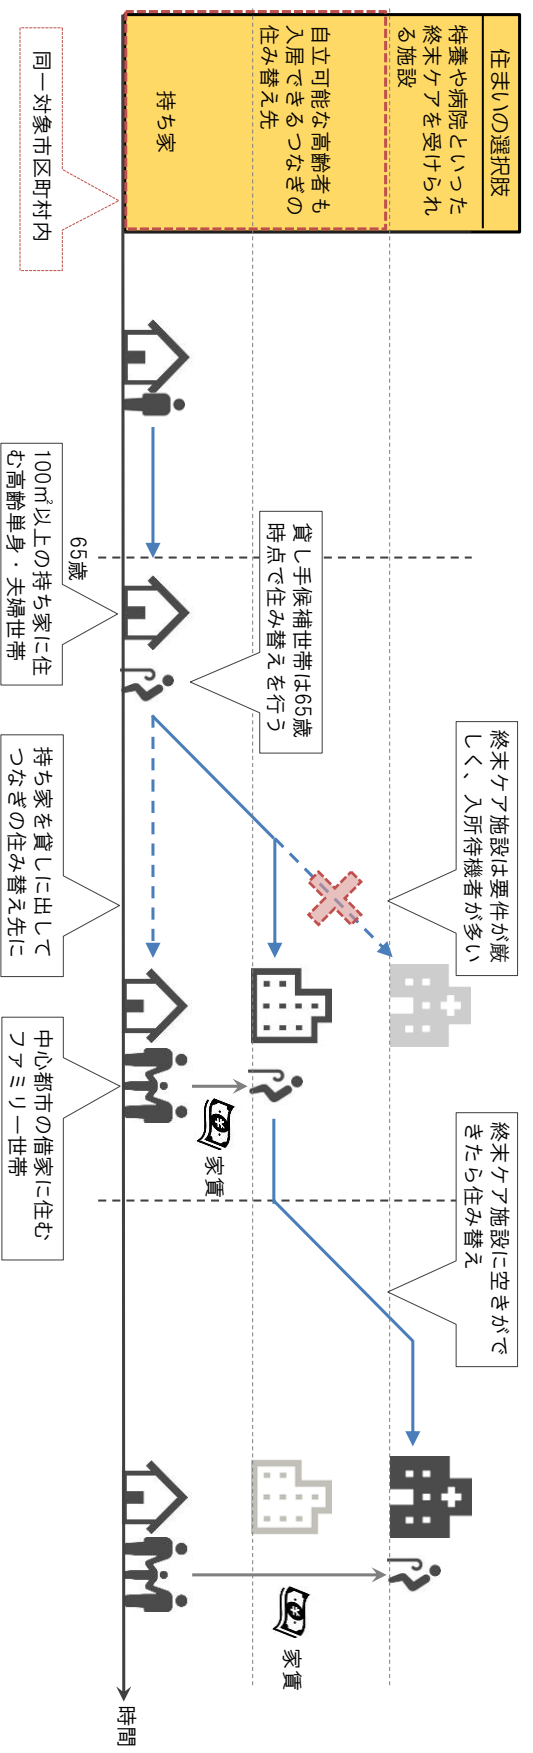 住まいの選択肢
特養や病院といった
終末ケアを受けられ
る施設
自立可能な高齢者も
入居できるつなぎの
住み替え先
持ち家
同一対象市区町村内
65歳
100㎡以上の持ち家に住
む高齢単身・夫婦世帯
貸し手候補世帯は65歳
時点で住み替えを行う
終末ケア施設は要件が厳
しく、入所待機者が多い
持ち家を貸しに出して
つなぎの住み替え先に
中心都市の借家に住む
ファミリー世帯
家賃
終末ケア施設に空きがで
きたら住み替え
家賃
時間